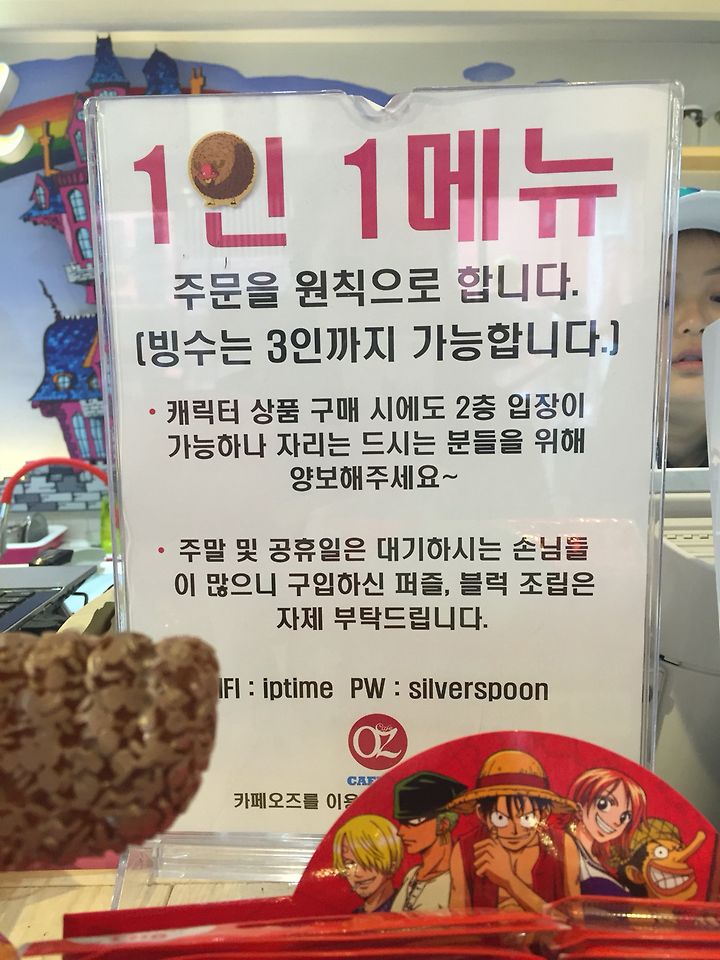 1인 1메뉴
주문을 원칙으로 합니다.
(빙수는 3인까지 가능합니다.)
• 캐릭터 상품 구매 시에도 2층 입장이
가능하나 자리는 드시는 분들을 위해
양보해주세요~
• 주말 및 공휴일은 대기하시는 손님들
이 많으니 구입하신 퍼즐, 블럭 조립은
자제 부탁드립니다.
: iptime PW : silverspoon
OZ
카페오즈를